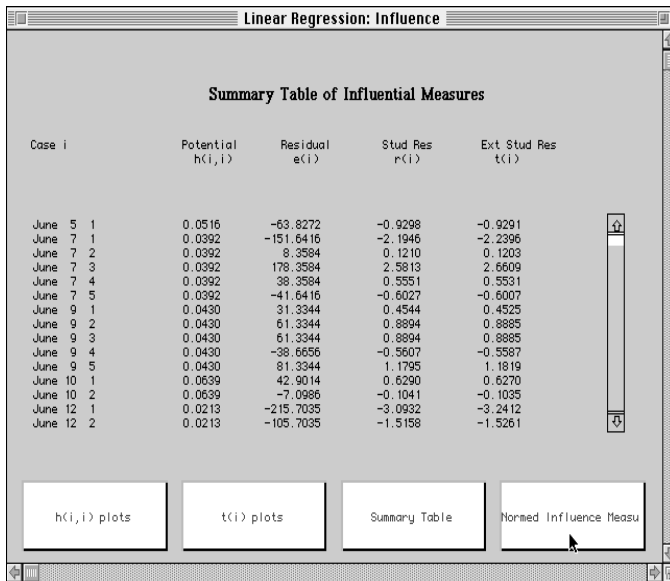 Linear Regression: Influence
Summary Table of Influential Measures
Case i Potential Residual Stud Res Ext Stud Res
h(i,i) e(i) r(i) t(i)
June 5 1 0.0516 -63.8272 -0.9298 -0.9291
June 7 1 0.0392 -151.6416 -2.1946 -2.2396
June 7 2 0.0392 8.3584 0.1210 0.1203
June 7 3 0.0392 178.3584 2.5813 2.6609
June 7 4 0.0392 38.3584 0.5551 0.5531
June 7 5 0.0392 -41.6416 -0.6027 -0.6007
June 9 1 0.0430 31.3344 0.4544 0.4525
June 9 2 0.0430 61.3344 0.8894 0.8885
June 9 3 0.0430 61.3344 0.8894 0.8885
June 9 4 0.0430 -38.6656 -0.5607 -0.5587
June 9 5 0.0430 81.3344 1.1795 1.1819
June 10 1 0.0639 42.9014 0.6290 0.6270
June 10 2 0.0639 -7.0986 -0.1041 -0.1035
June 12 1 0.0213 -215.7035 -3.0932 -3.2412
June 12 2 0.0213 -105.7035 -1.5158 -1.5261
h(i,i) plots
t(i) plots
Summary Table
Normed Influence Measu